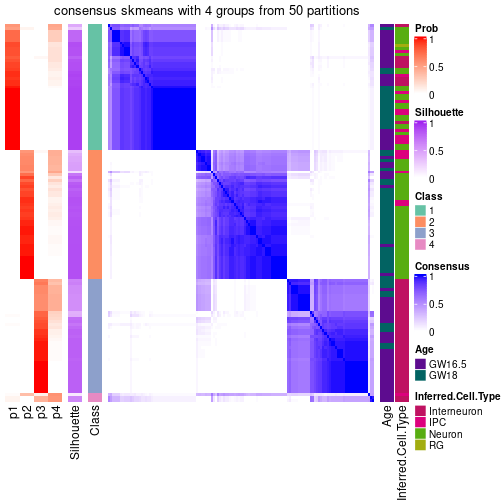 consensus skmeans with 4 groups from 50 partitions
Prob
1
0.5
0
Silhouette
1
0.5
0
Class
1
2
3
4
Consensus
1
0.5
0
Age
GW16.5
GW18
Inferred.Cell.Type
Interneuron
IPC
Neuron
RG
p1
p2
p3
p4
Silhouette
Class
Age
Inferred.Cell.Type